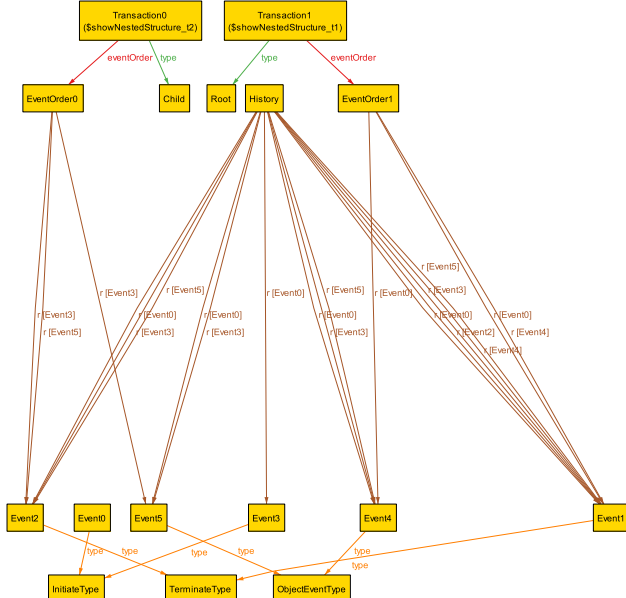 Transaction0
($showNestedStructure_t2)
Transaction1
($showNestedStructure_t1)
eventOrder
type
type
eventOrder
EventOrder0
Child
Root
History
EventOrder1
r [Event5]
r [Event3]
r [Event5]
r [Event0]
r [Event5]
r [Event0]
r [Event3]
r [Event3]
r [Event0]
r [Event0]
r [Event0]
r [Event0]
r [Event0]
r [Event5]
r [Event3]
r [Event3]
r [Event3]
r [Event2]
r [Event4]
r [Event4]
Event2
Event0
Event5
Event3
Event4
Event1
type
type
type
type
type
type
InitiateType
TerminateType
ObjectEventType